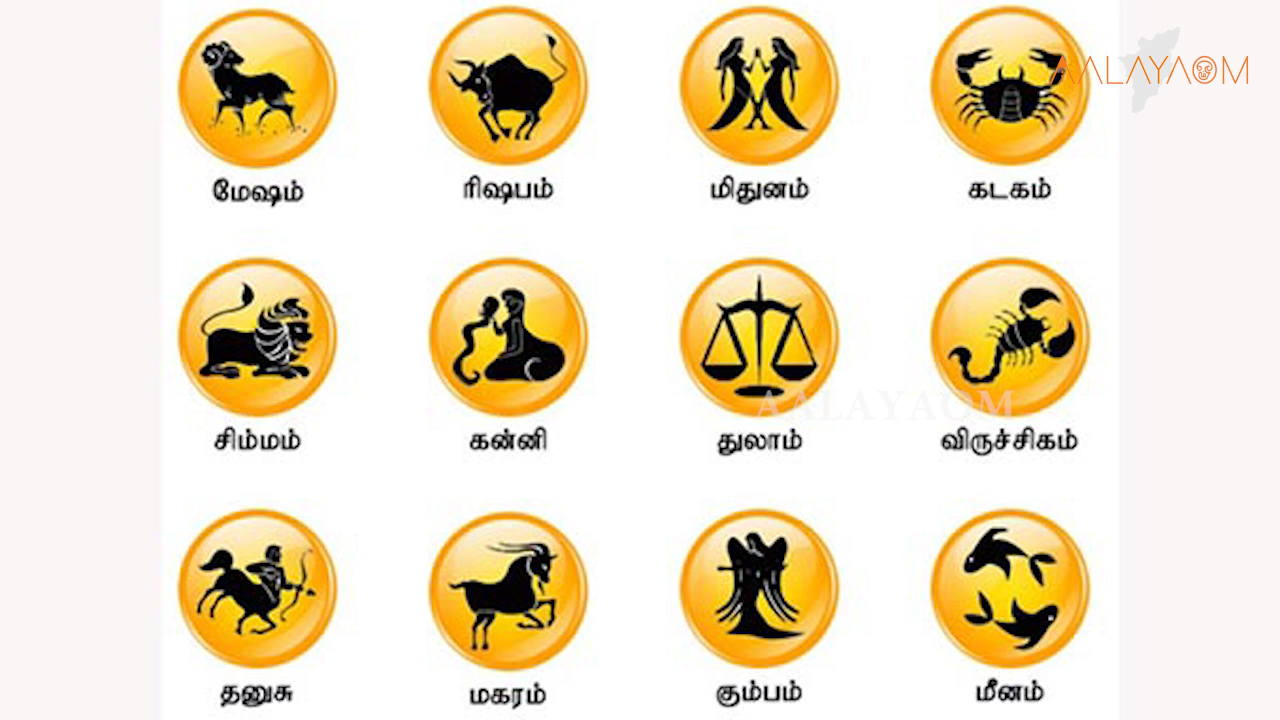 AALAYAOM
மேஷம்
ரிஷபம்
மிதுனம்
கடகம்
சிம்மம்
கன்னி
துலாம்
விருச்சிகம்
AALAYAOM
தனுசு
மகரம்
கும்பம்
மீனம்